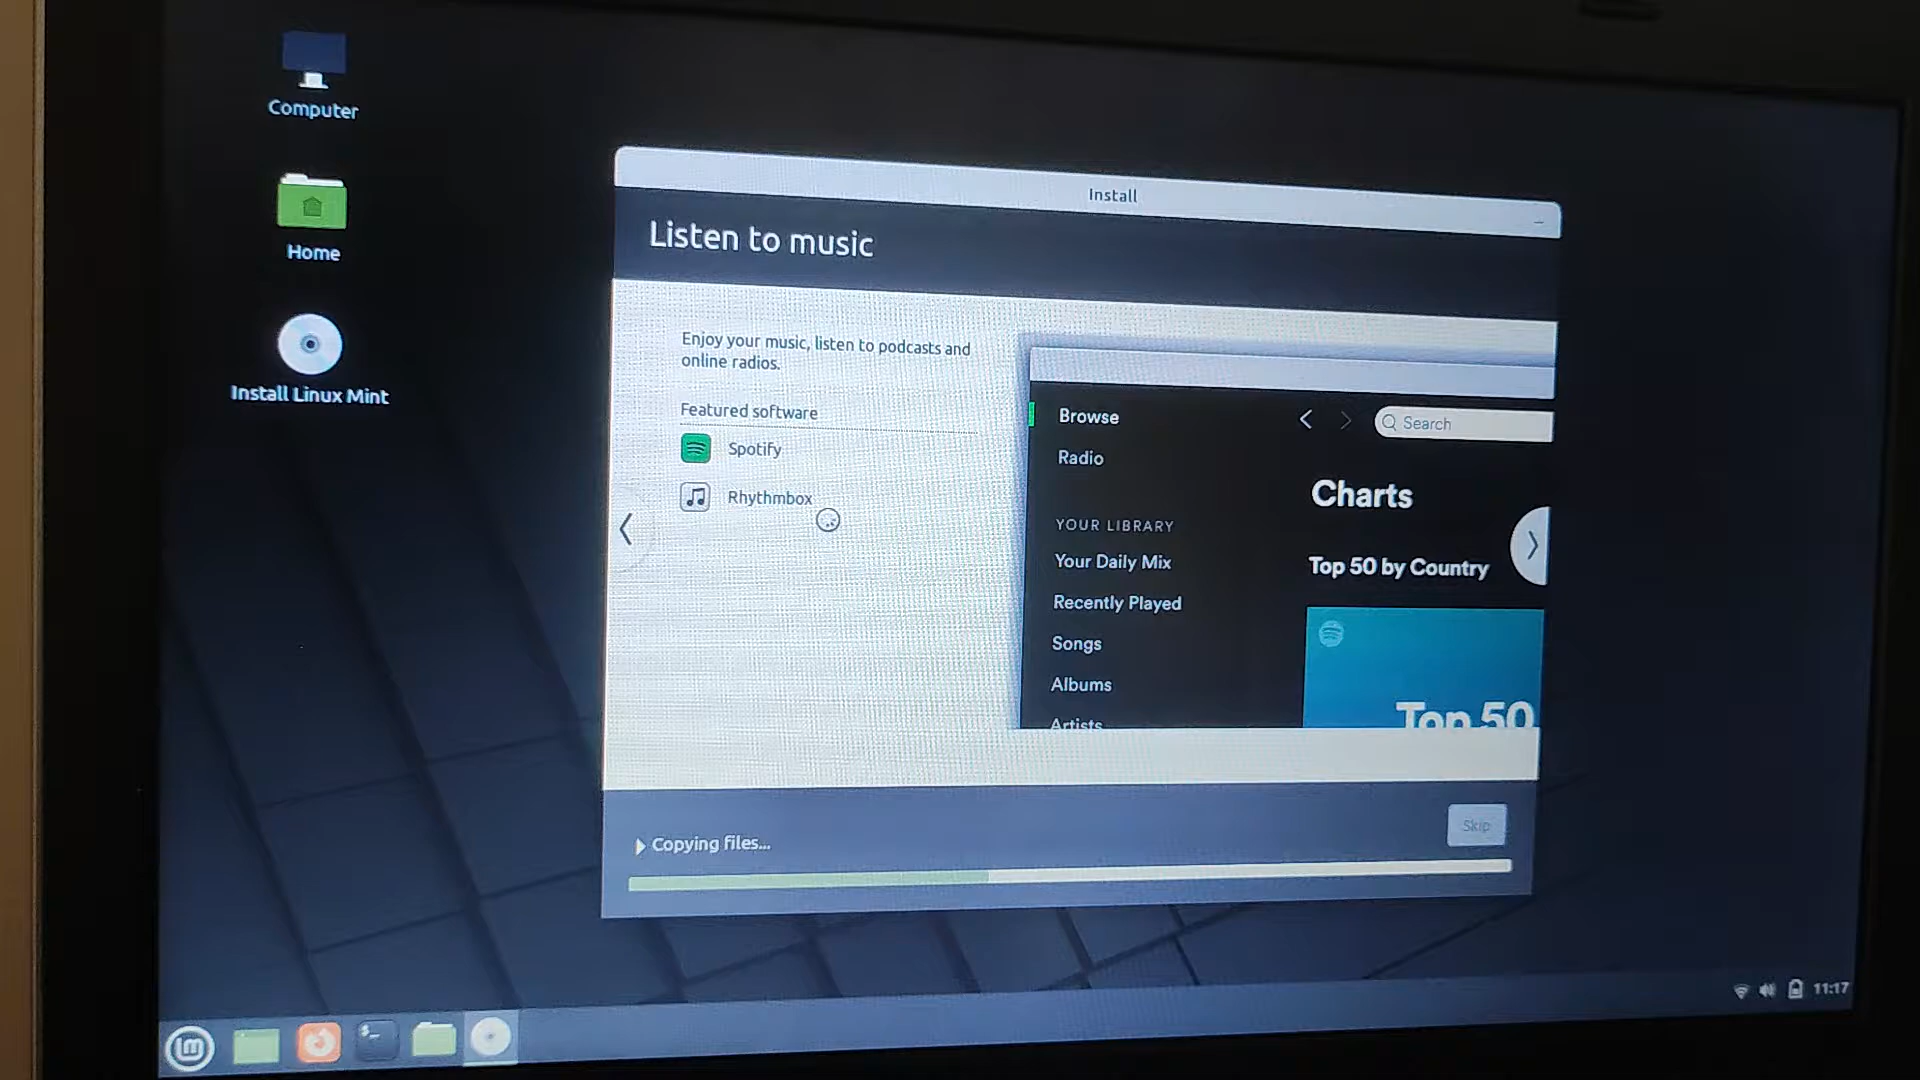 Computer
Home
Install Linux Mint
Install
Listen to music
Enjoy your music, listen to podcasts and
online radios.
Featured software
Spotify
Rhythmbox
Browse
Radio
YOUR LIBRARY
Your Daily Mix
Recently Played
Songs
Albums
Artists
Search
Charts
Top 50 by Country
Top 50
Copying files...
Skip
11:17